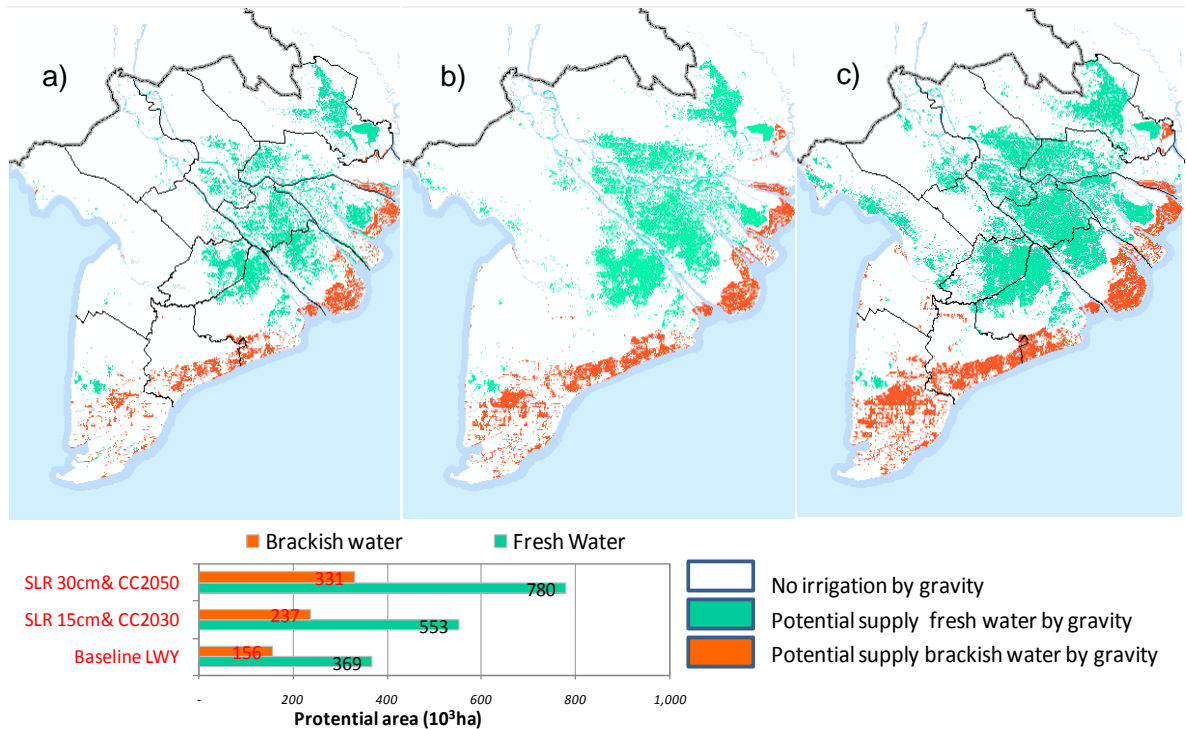 a)
b)
c)
Brackish water
Fresh Water
SLR 30cm& CC2050
331
780
SLR 15cm& CC2030
237
553
Baseline LWY
156
369
-
200
400
600
800
1,000
Protential area (10³ha)
No irrigation by gravity
Potential supply fresh water by gravity
Potential supply brackish water by gravity